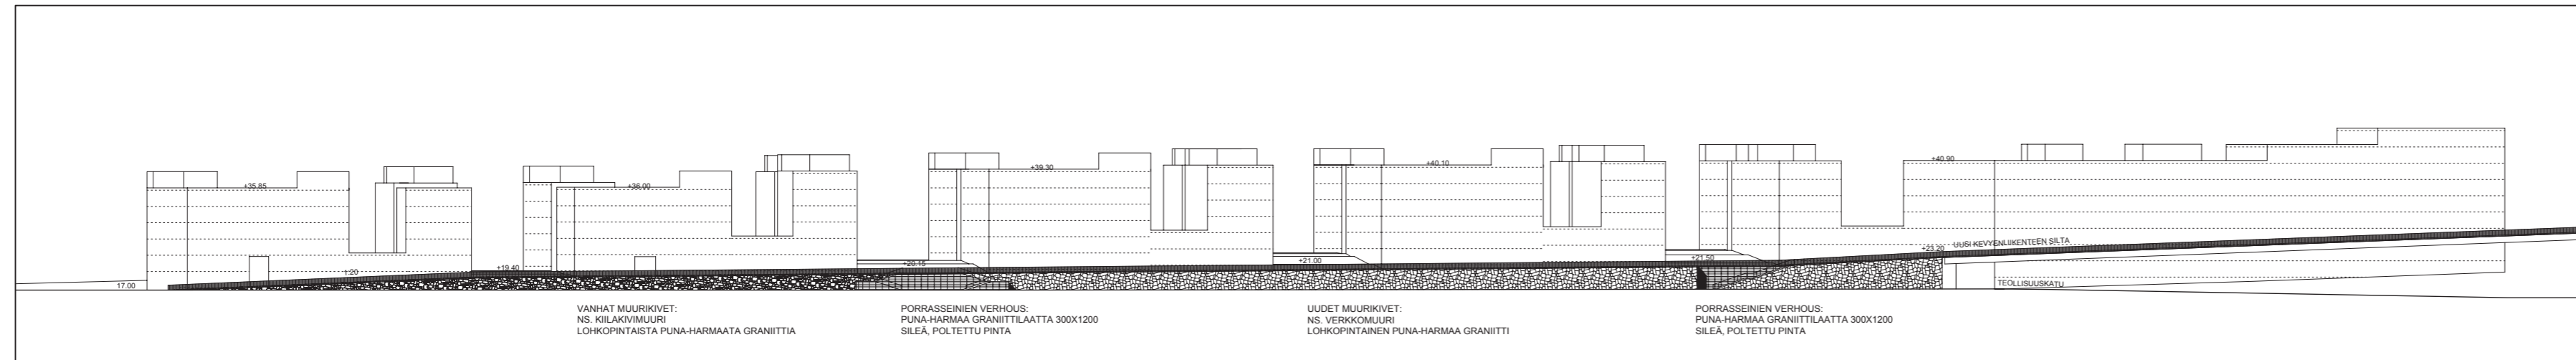 +35.85
+36.00
+39.30
+40.10
+40.90
17.00
1:20
+19.40
+20.15
+21.00
+21.50
+23.20
UUSI KEVYENLIIKENTEEN SILTA
TEOLLISUUSKATU
VANHAT MUURIKIVET:
NS. KIILAKIVIMUURI
LOHKOPINTAISTA PUNA-HARMAATA GRANIITTIA
PORRASSEINIEN VERHOUS:
PUNA-HARMAA GRANIITTILAATTA 300X1200
SILEÄ, POLTETTU PINTA
UUDET MUURIKIVET:
NS. VERKKOMUURI
LOHKOPINTAINEN PUNA-HARMAA GRANIITTI
PORRASSEINIEN VERHOUS:
PUNA-HARMAA GRANIITTILAATTA 300X1200
SILEÄ, POLTETTU PINTA